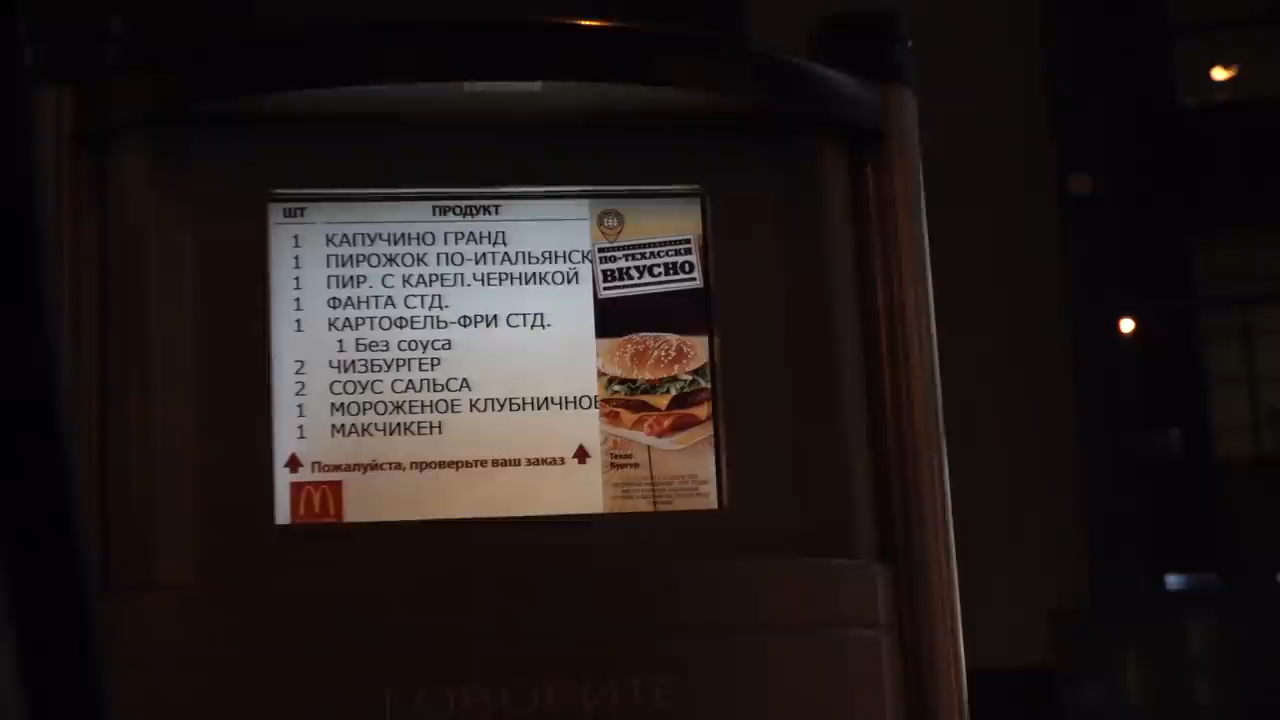 ШТ ПРОДУКТ
1 КАПУЧИНО ГРАНД
1 ПИРОЖОК ПО-ИТАЛЬЯНСК
1 ПИР. С КАРЕЛ.ЧЕРНИКОЙ
1 ФАНТА СТД.
1 КАРТОФЕЛЬ-ФРИ СТД.
1 Без соуса
2 ЧИЗБУРГЕР
2 СОУС САЛЬСА
1 МОРОЖЕНОЕ КЛУБНИЧНОЕ
1 МАКЧИКЕН
Пожалуйста, проверьте ваш заказ
ПО-ТЕХАССКИ
ВКУСНО
Техас
Бургер
ГОВОРИТЕ